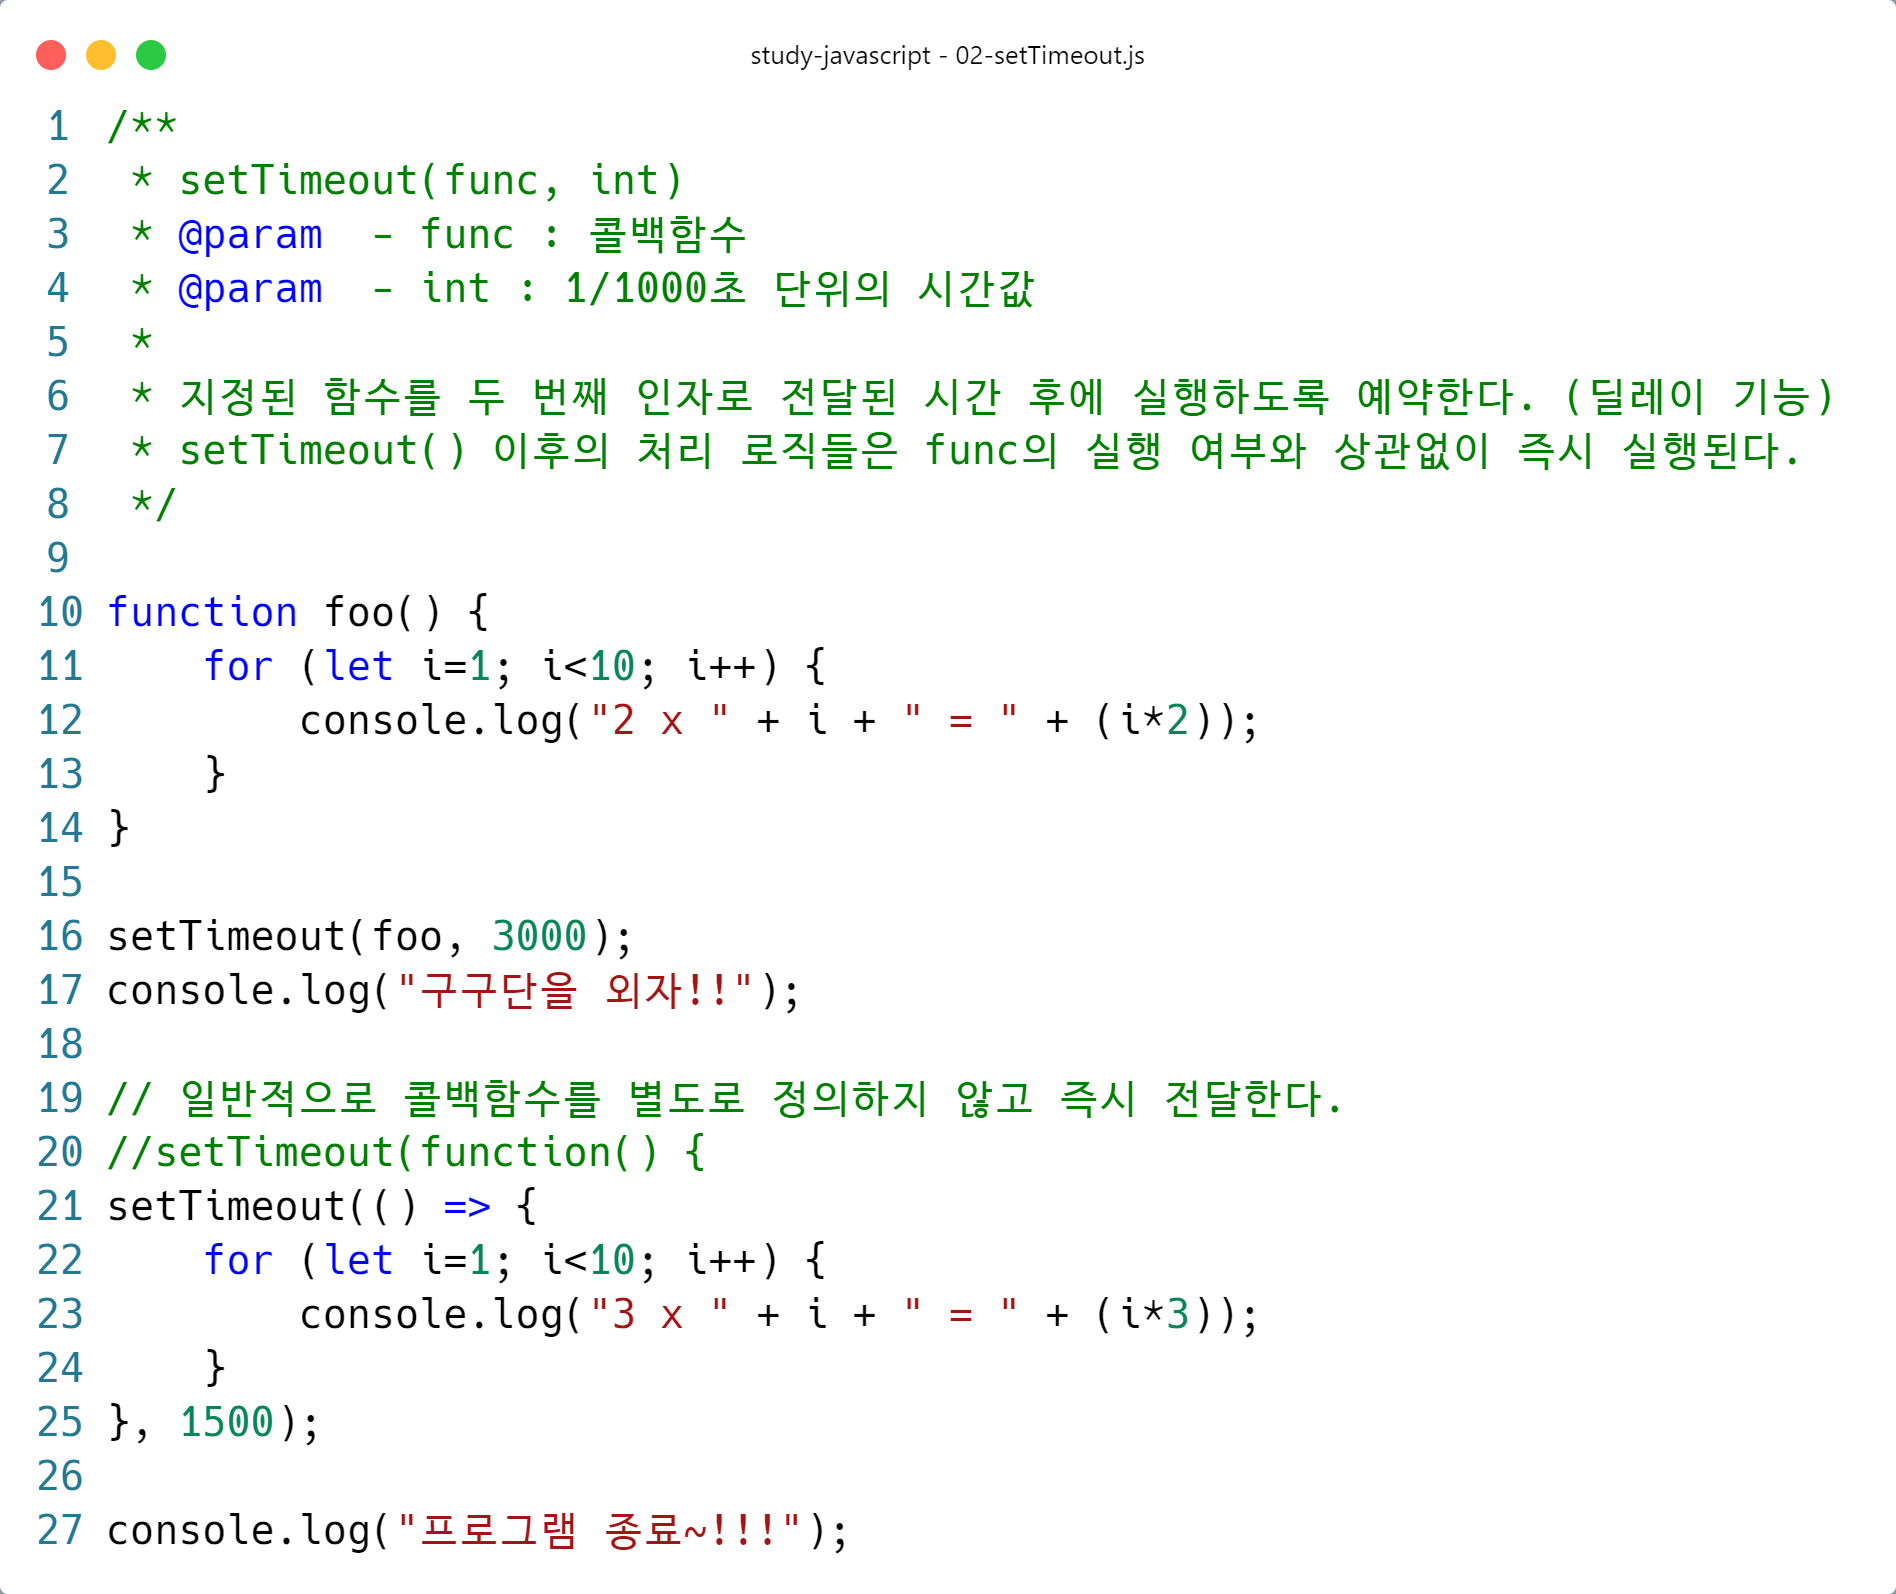 study-javascript - 02-setTimeout.js
1 /**
2  * setTimeout(func, int)
3  * @param  - func : 콜백함수
4  * @param  - int : 1/1000초 단위의 시간값
5  *
6  * 지정된 함수를 두 번째 인자로 전달된 시간 후에 실행하도록 예약한다. (딜레이 기능)
7  * setTimeout() 이후의 처리 로직들은 func의 실행 여부와 상관없이 즉시 실행된다.
8  */
9
10 function foo() {
11     for (let i=1; i<10; i++) {
12         console.log("2 x " + i + " = " + (i*2));
13     }
14 }
15
16 setTimeout(foo, 3000);
17 console.log("구구단을 외자!!");
18
19 // 일반적으로 콜백함수를 별도로 정의하지 않고 즉시 전달한다.
20 //setTimeout(function() {
21 setTimeout(() => {
22     for (let i=1; i<10; i++) {
23         console.log("3 x " + i + " = " + (i*3));
24     }
25 }, 1500);
26
27 console.log("프로그램 종료~!!!");